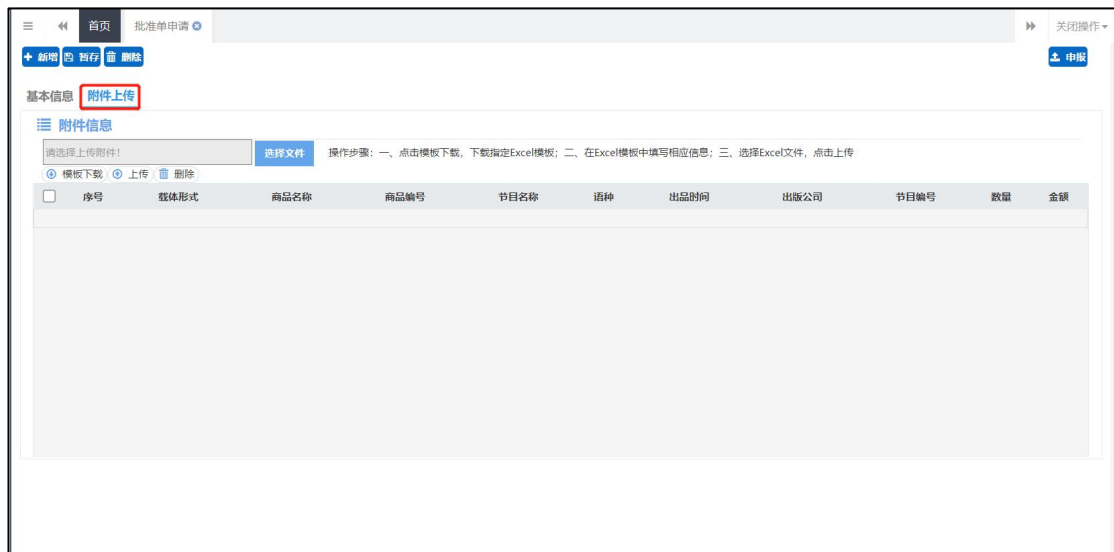 首页 批准单申请 关闭操作
新增 暂存 删除 申报
基本信息 附件上传
附件信息
请选择上传附件! 选择文件 操作步骤：一、点击模板下载，下载指定Excel模板；二、在Excel模板中填写相应信息；三、选择Excel文件，点击上传
模板下载 上传 删除
序号 载体形式 商品名称 商品编号 节目名称 语种 出品时间 出版公司 节目编号 数量 金额